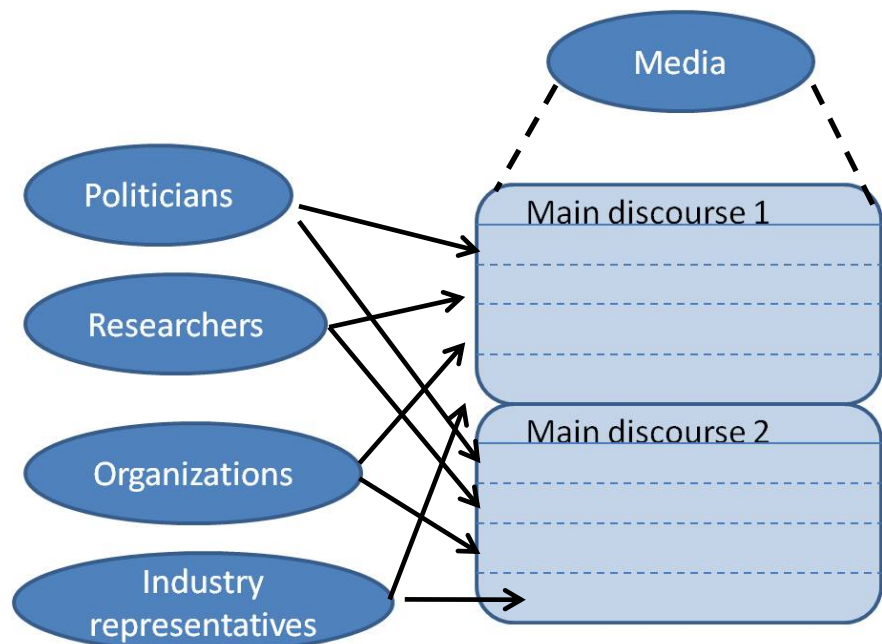 Media
Politicians
Main discourse 1
Researchers
Main discourse 2
Organizations
Industry
representatives